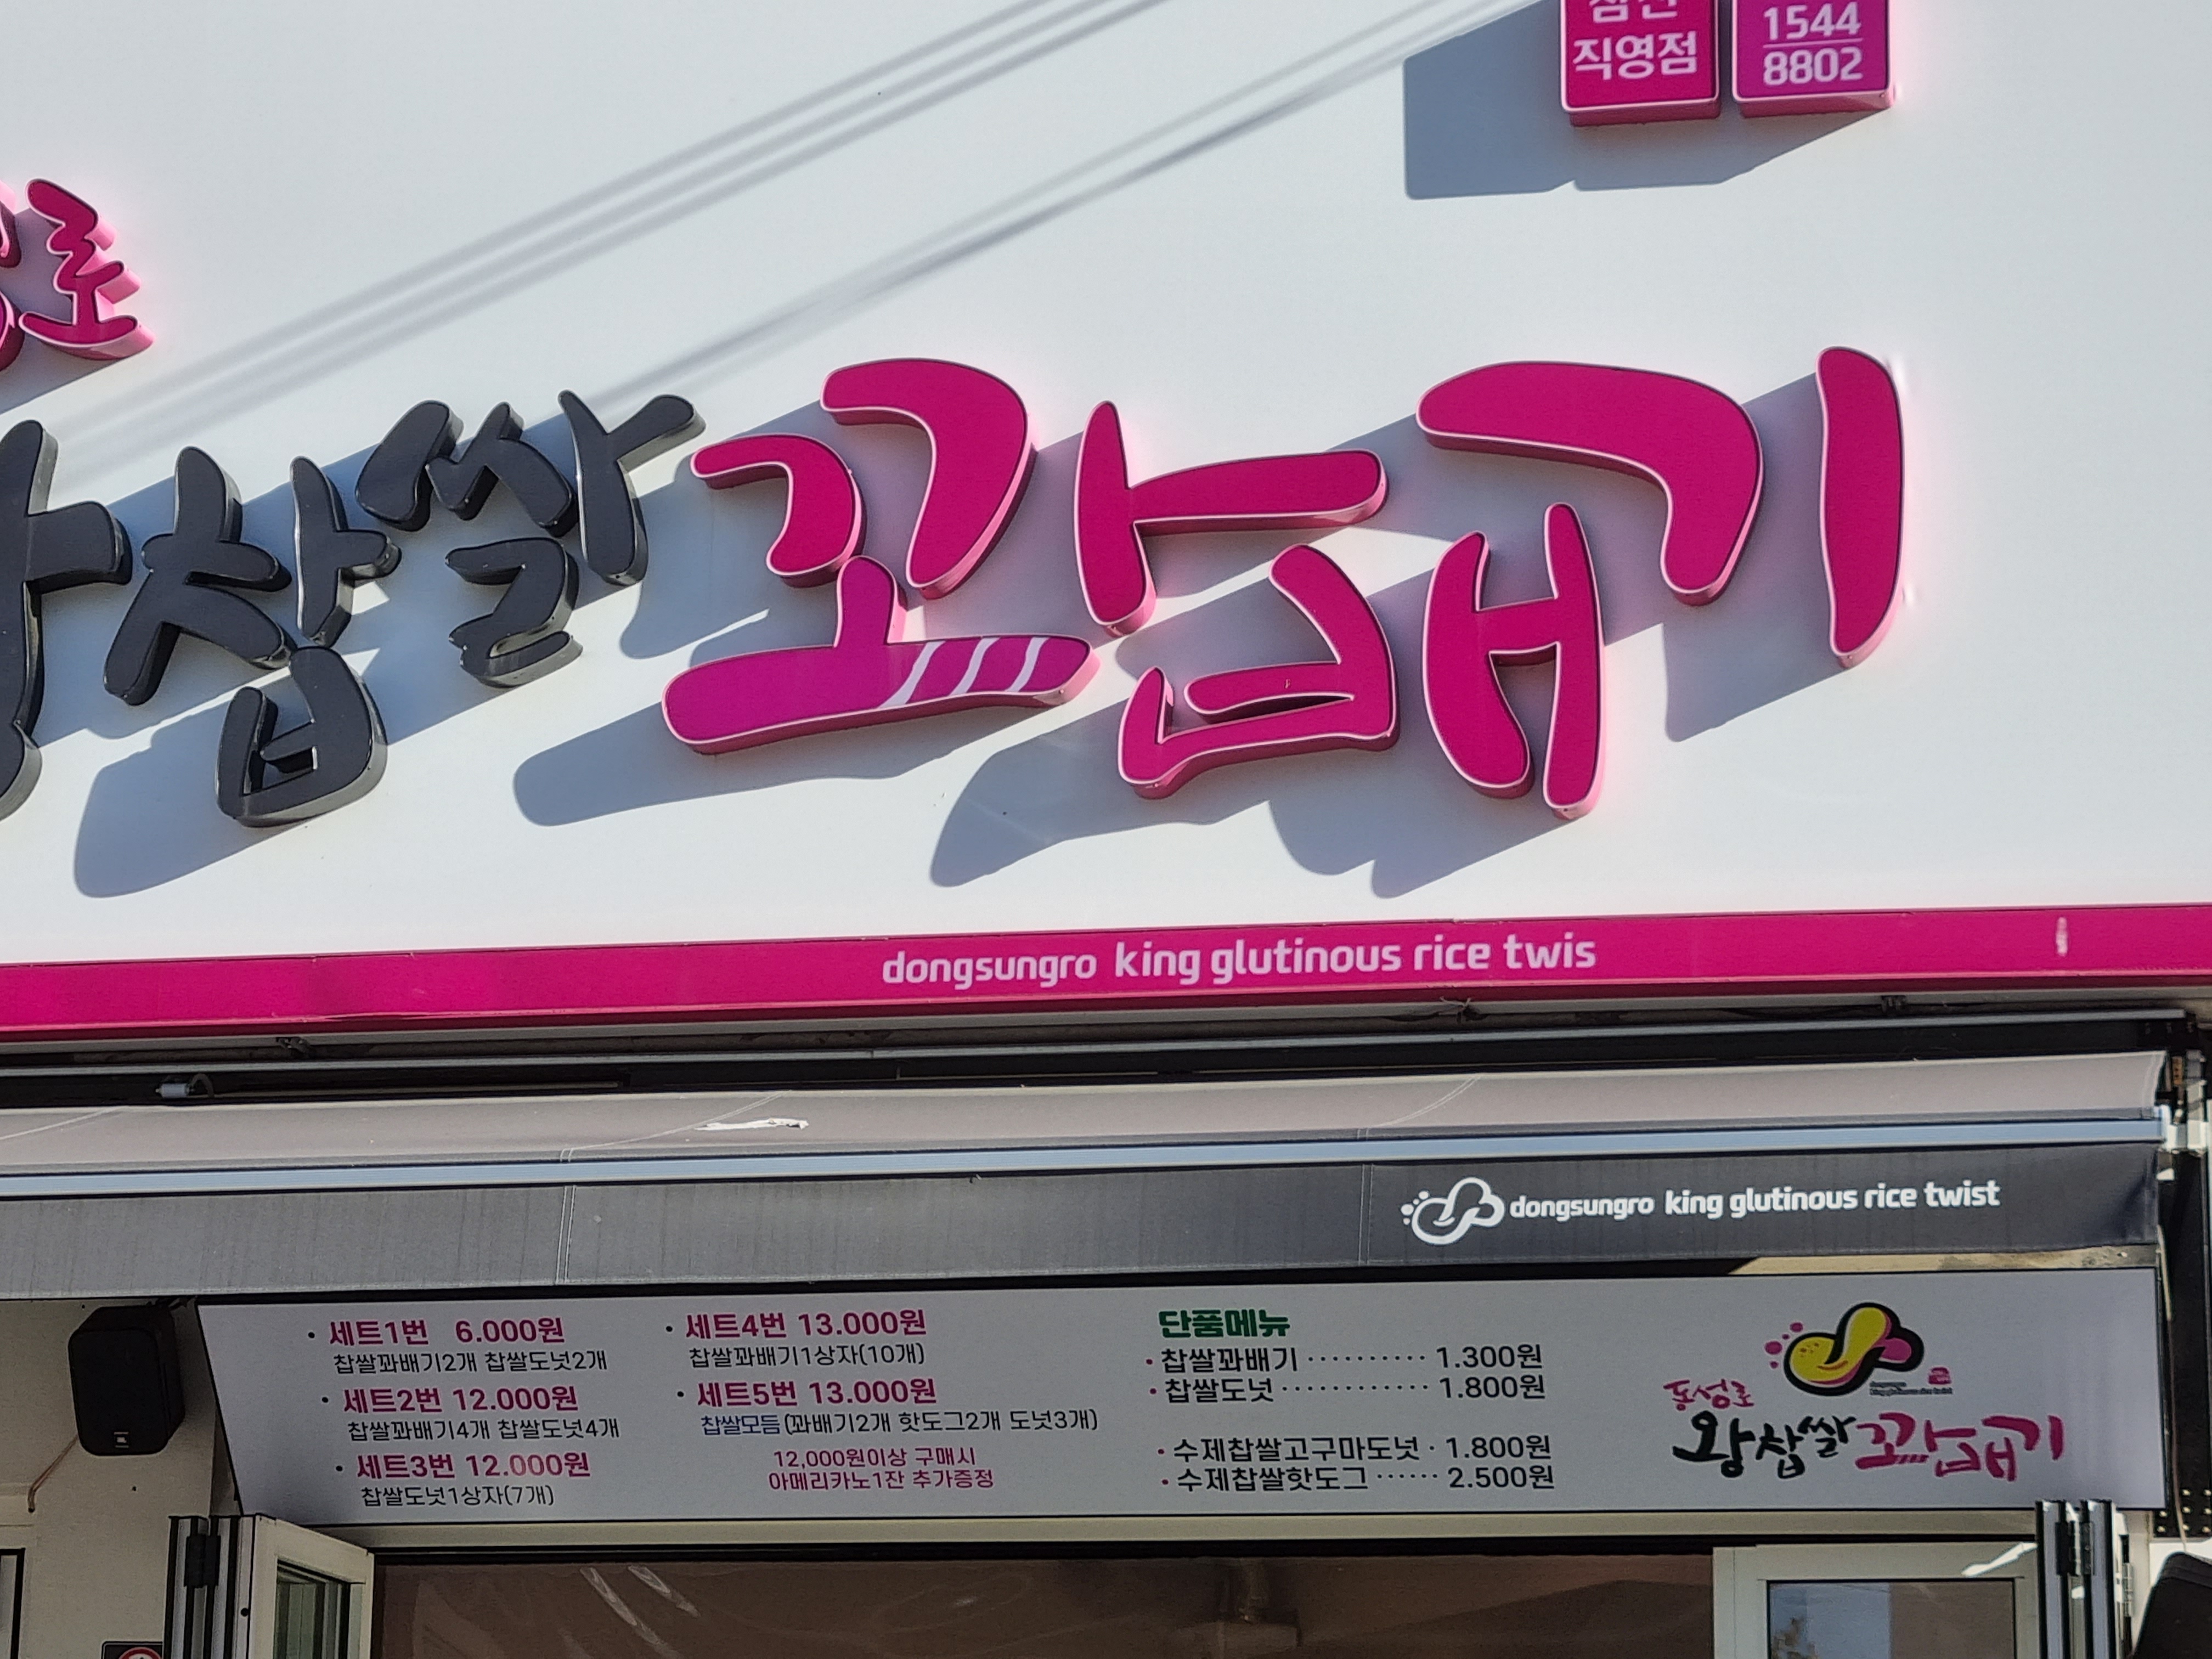 직영점
1544
8802
로
찹쌀 꽈배기
dongsungro king glutinous rice twis
dongsungro king glutinous rice twist
· 세트1번 6.000원
찹쌀꽈배기2개 찹쌀도넛2개
· 세트2번 12.000원
찹쌀꽈배기4개 찹쌀도넛4개
· 세트3번 12.000원
찹쌀도넛1상자(7개)
· 세트4번 13.000원
찹쌀꽈배기1상자(10개)
· 세트5번 13.000원
찹쌀모듬(꽈배기2개 핫도그2개 도넛3개)
12,000원이상 구매시
아메리카노1잔 추가증정
단품메뉴
· 찹쌀꽈배기 ·········· 1.300원
· 찹쌀도넛 ············ 1.800원
· 수제찹쌀고구마도넛 · 1.800원
· 수제찹쌀핫도그 ······ 2.500원
동성로
왕찹쌀꽈배기